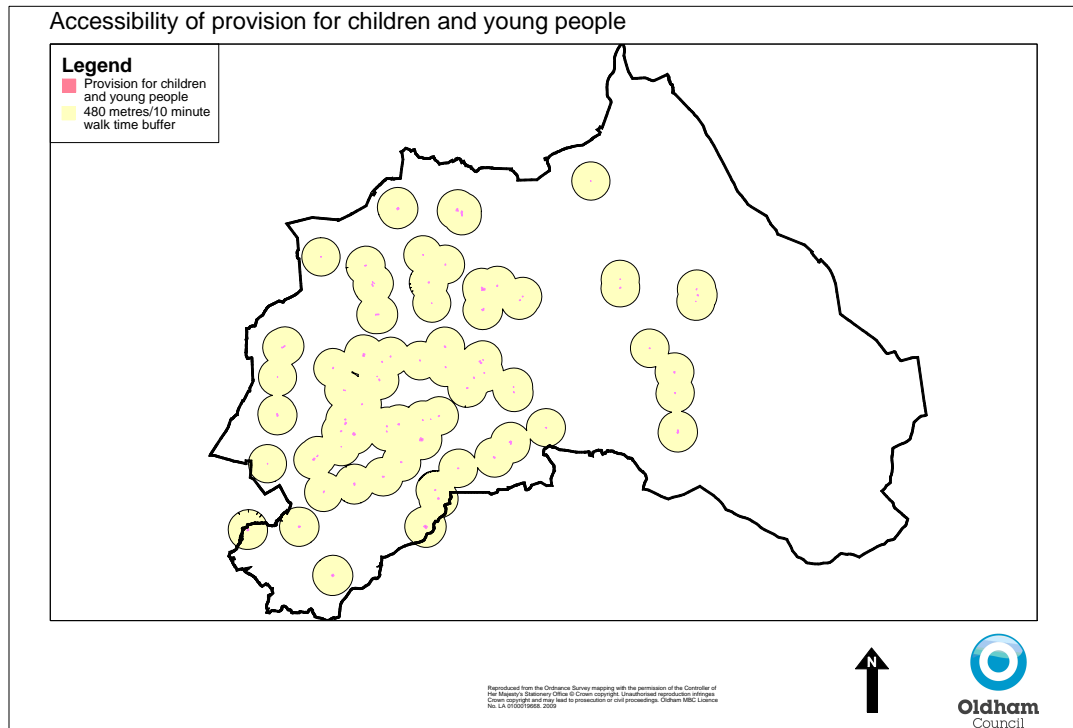 Accessibility of provision for children and young people
Legend
Provision for children
and young people
480 metres/10 minute
walk time buffer
N
Reproduced from the Ordnance Survey mapping with the permission of the Controller of
Her Majesty's Stationery Office © Crown copyright. Unauthorised reproduction infringes
Crown copyright and may lead to prosecution or civil proceedings. Oldham MBC Licence
No. LA 0100019668. 2009
Oldham
Council